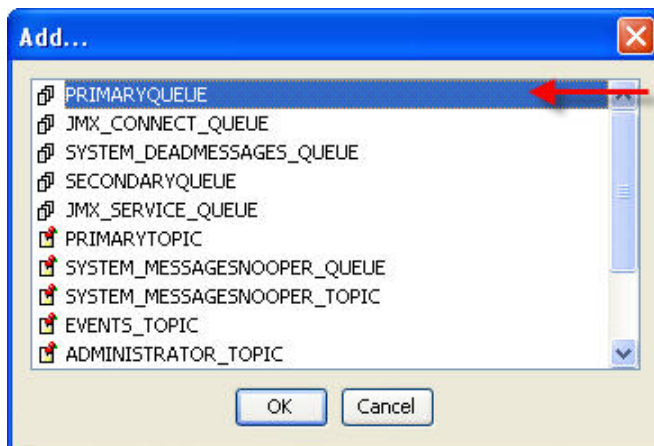 Add...
PRIMARYQUEUE
JMX_CONNECT_QUEUE
SYSTEM_DEADMESSAGES_QUEUE
SECONDARYQUEUE
JMX_SERVICE_QUEUE
PRIMARYTOPIC
SYSTEM_MESSAGESNOOPER_QUEUE
SYSTEM_MESSAGESNOOPER_TOPIC
EVENTS_TOPIC
ADMINISTRATOR_TOPIC
OK Cancel